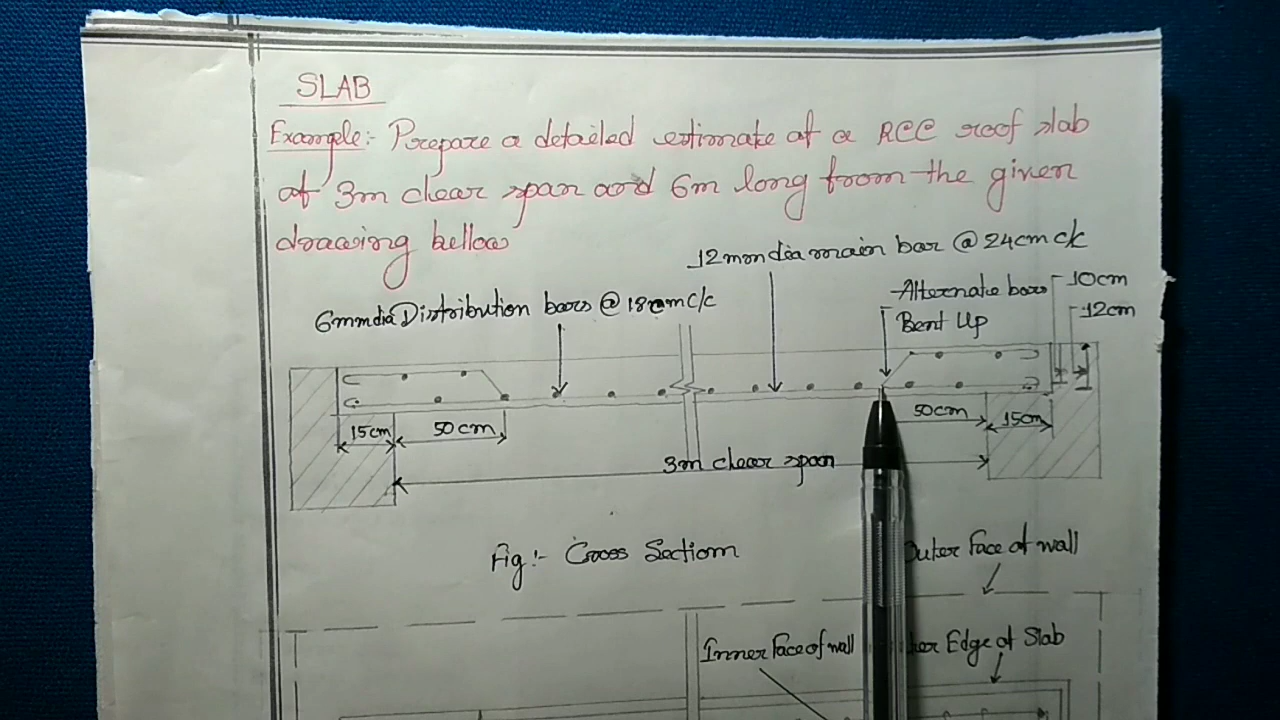 SLAB
Example:- Prepare a detailed estimate of a RCC roof slab
of 3m clear span and 6m long from the given
drawing bellow
12mm dia main bar @ 24cm c/c
6mm dia Distribution bars @ 18cm c/c
Alternate bars
Bent Up
10cm
12cm
15cm
50cm
50cm
15cm
3m clear span
Fig:- Cross Section
Outer Face of wall
Inner Face of wall
Edge of Slab